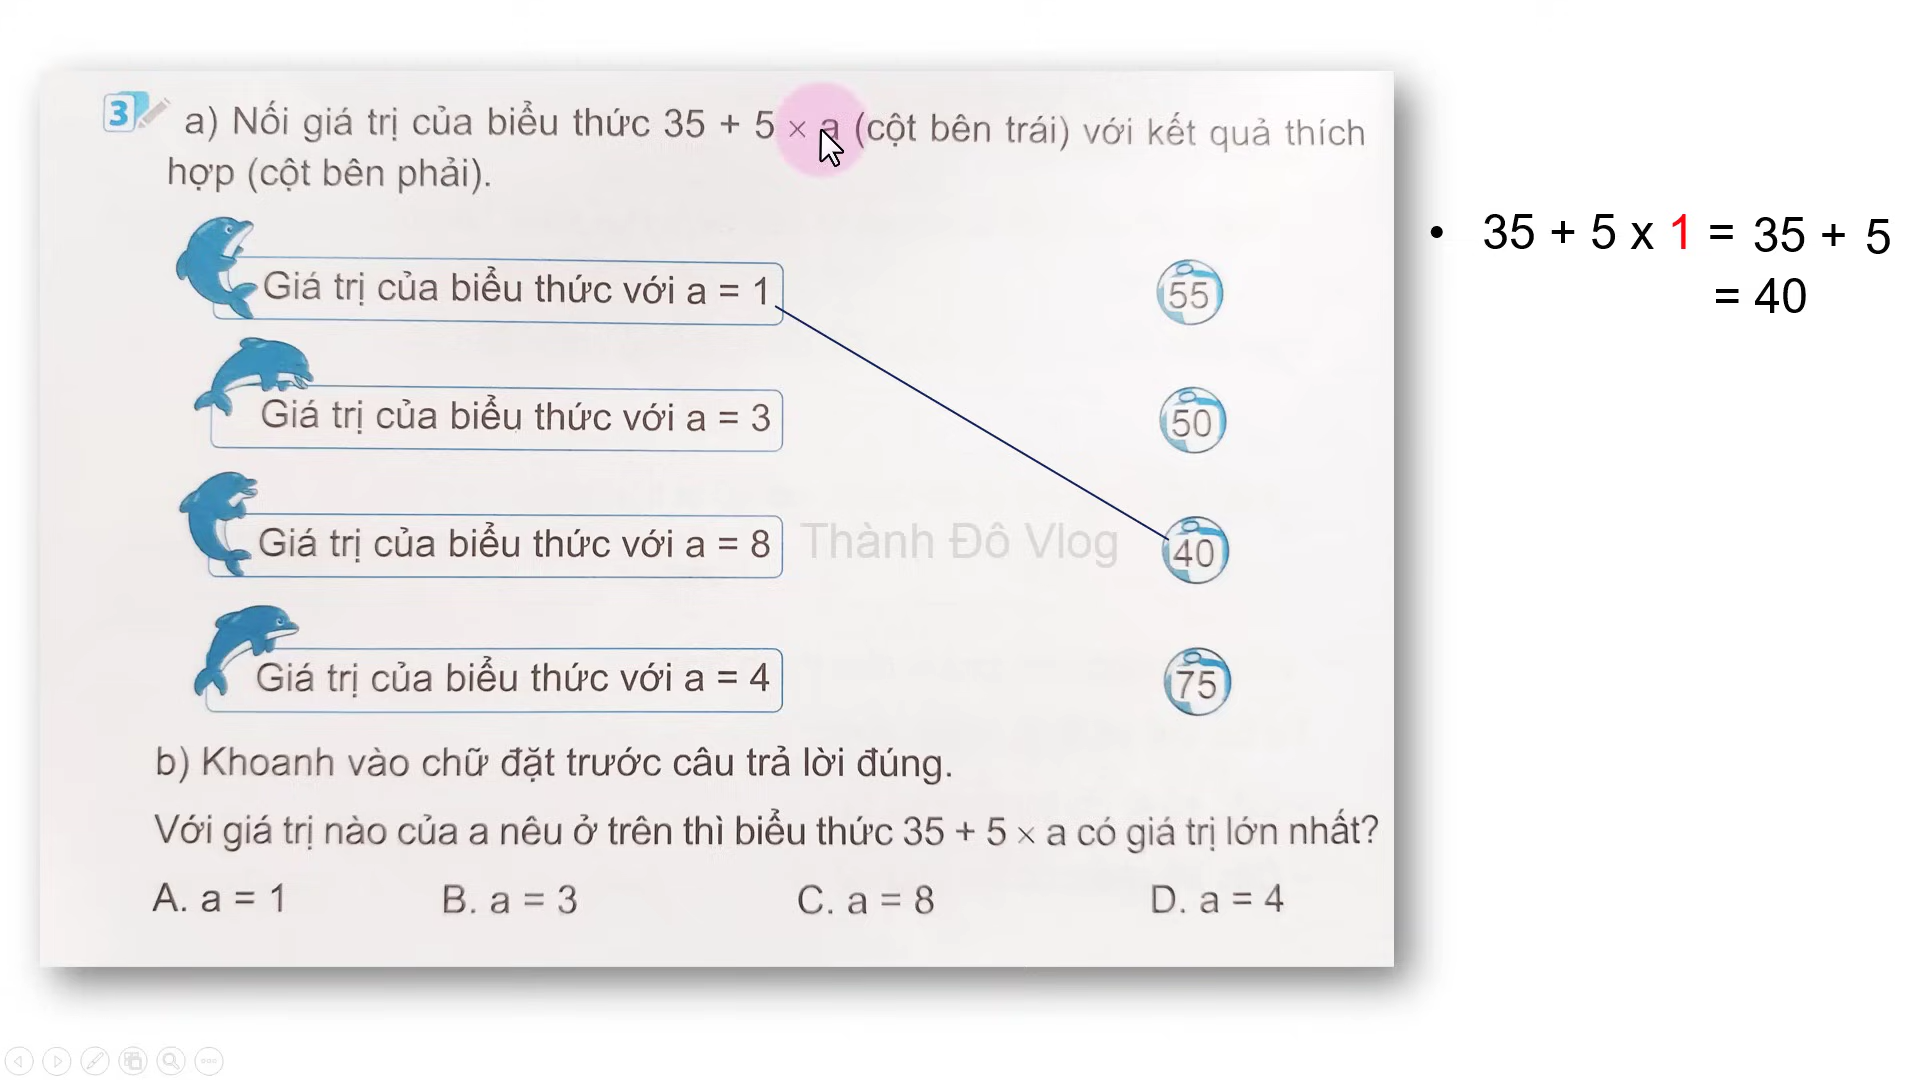 3 a) Nối giá trị của biểu thức 35 + 5 × a (cột bên trái) với kết quả thích
hợp (cột bên phải).
Giá trị của biểu thức với a = 1
55
Giá trị của biểu thức với a = 3
50
Giá trị của biểu thức với a = 8
40
Giá trị của biểu thức với a = 4
75
Thành Đô Vlog
b) Khoanh vào chữ đặt trước câu trả lời đúng.
Với giá trị nào của a nêu ở trên thì biểu thức 35 + 5 × a có giá trị lớn nhất?
A. a = 1 B. a = 3 C. a = 8 D. a = 4
• 35 + 5 x 1 = 35 + 5
= 40